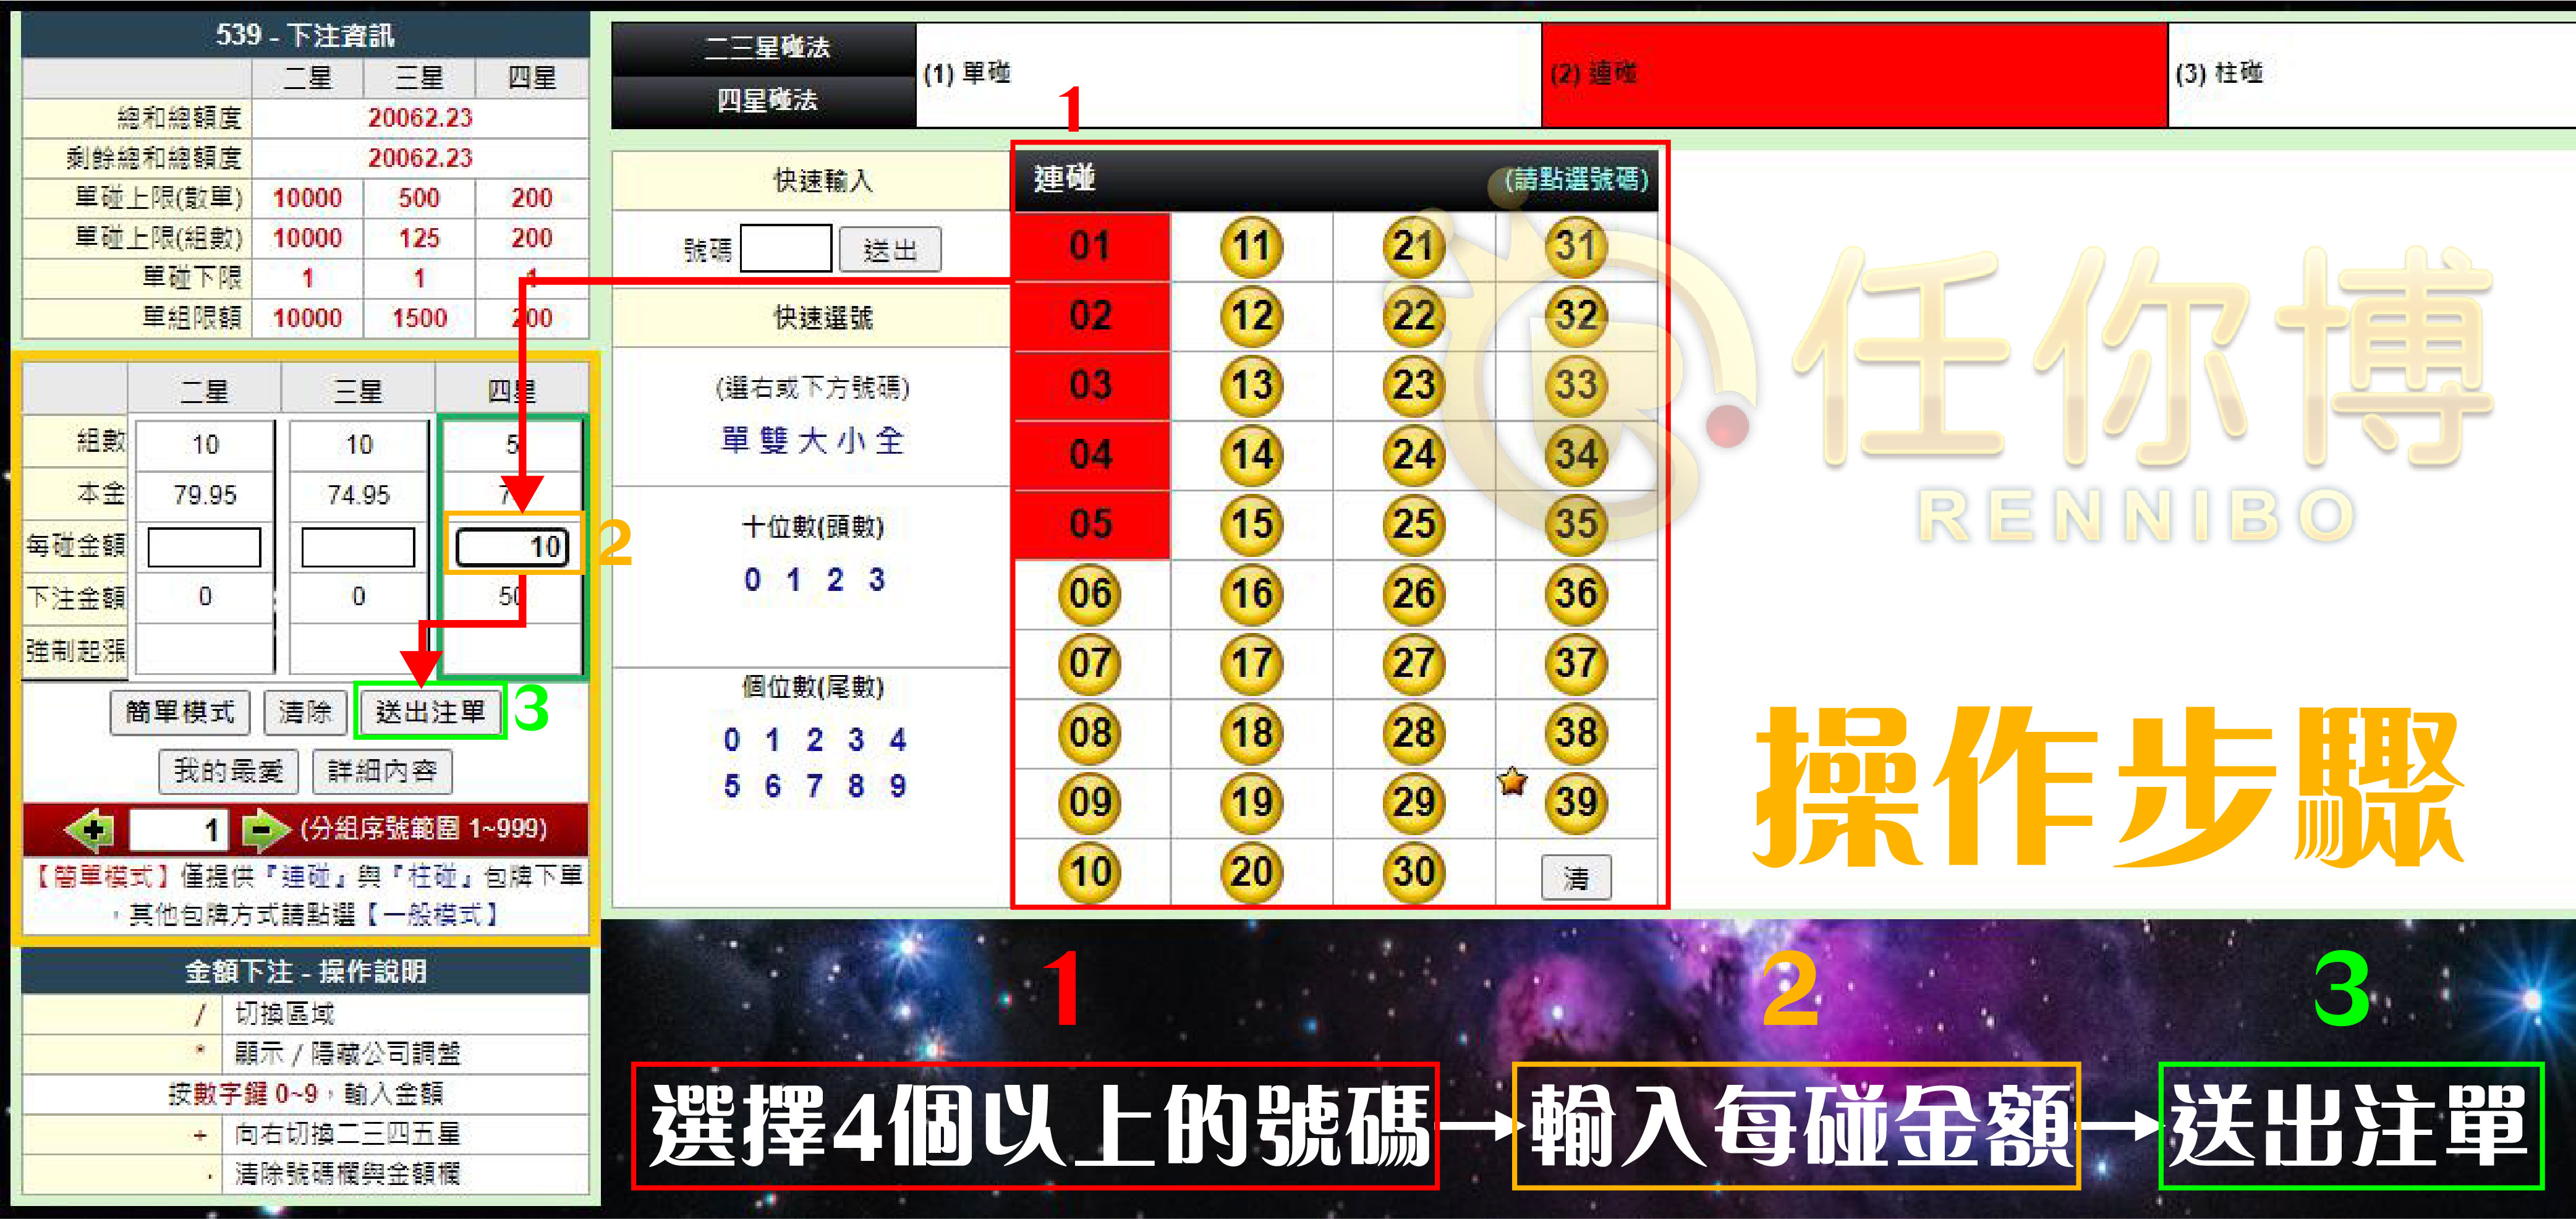 539 - 下注資訊
二星 三星 四星
總和總額度 20062.23
剩餘總和總額度 20062.23
單碰上限(散單) 10000 500 200
單碰上限(組數) 10000 125 200
單碰下限 1 1 1
單組限額 10000 1500 200
二星 三星 四星
組數 10 10 5
本金 79.95 74.95 7
每碰金額 10
2
下注金額 0 0 50
強制起漲
簡單模式 清除 送出注單 3
我的最愛 詳細內容
1 (分組序號範圍 1~999)
【簡單模式】僅提供『連碰』與『柱碰』包牌下單
，其他包牌方式請點選【一般模式】
金額下注 - 操作說明
/ 切換區域
* 顯示 / 隱藏公司調盤
按數字鍵 0~9，輸入金額
+ 向右切換二三四五星
. 清除號碼欄與金額欄
二三星碰法
四星碰法
(1) 單碰 (2) 連碰 (3) 柱碰
1
快速輸入
號碼 送出
快速選號
(選右或下方號碼)
單 雙 大 小 全
十位數(頭數)
0 1 2 3
個位數(尾數)
0 1 2 3 4
5 6 7 8 9
連碰 (請點選號碼)
01 11 21 31
02 12 22 32
03 13 23 33
04 14 24 34
05 15 25 35
06 16 26 36
07 17 27 37
08 18 28 38
09 19 29 39
10 20 30 清
任你博
RENNIBO
操作步驟
1 2 3
選擇4個以上的號碼 → 輸入每碰金額 → 送出注單